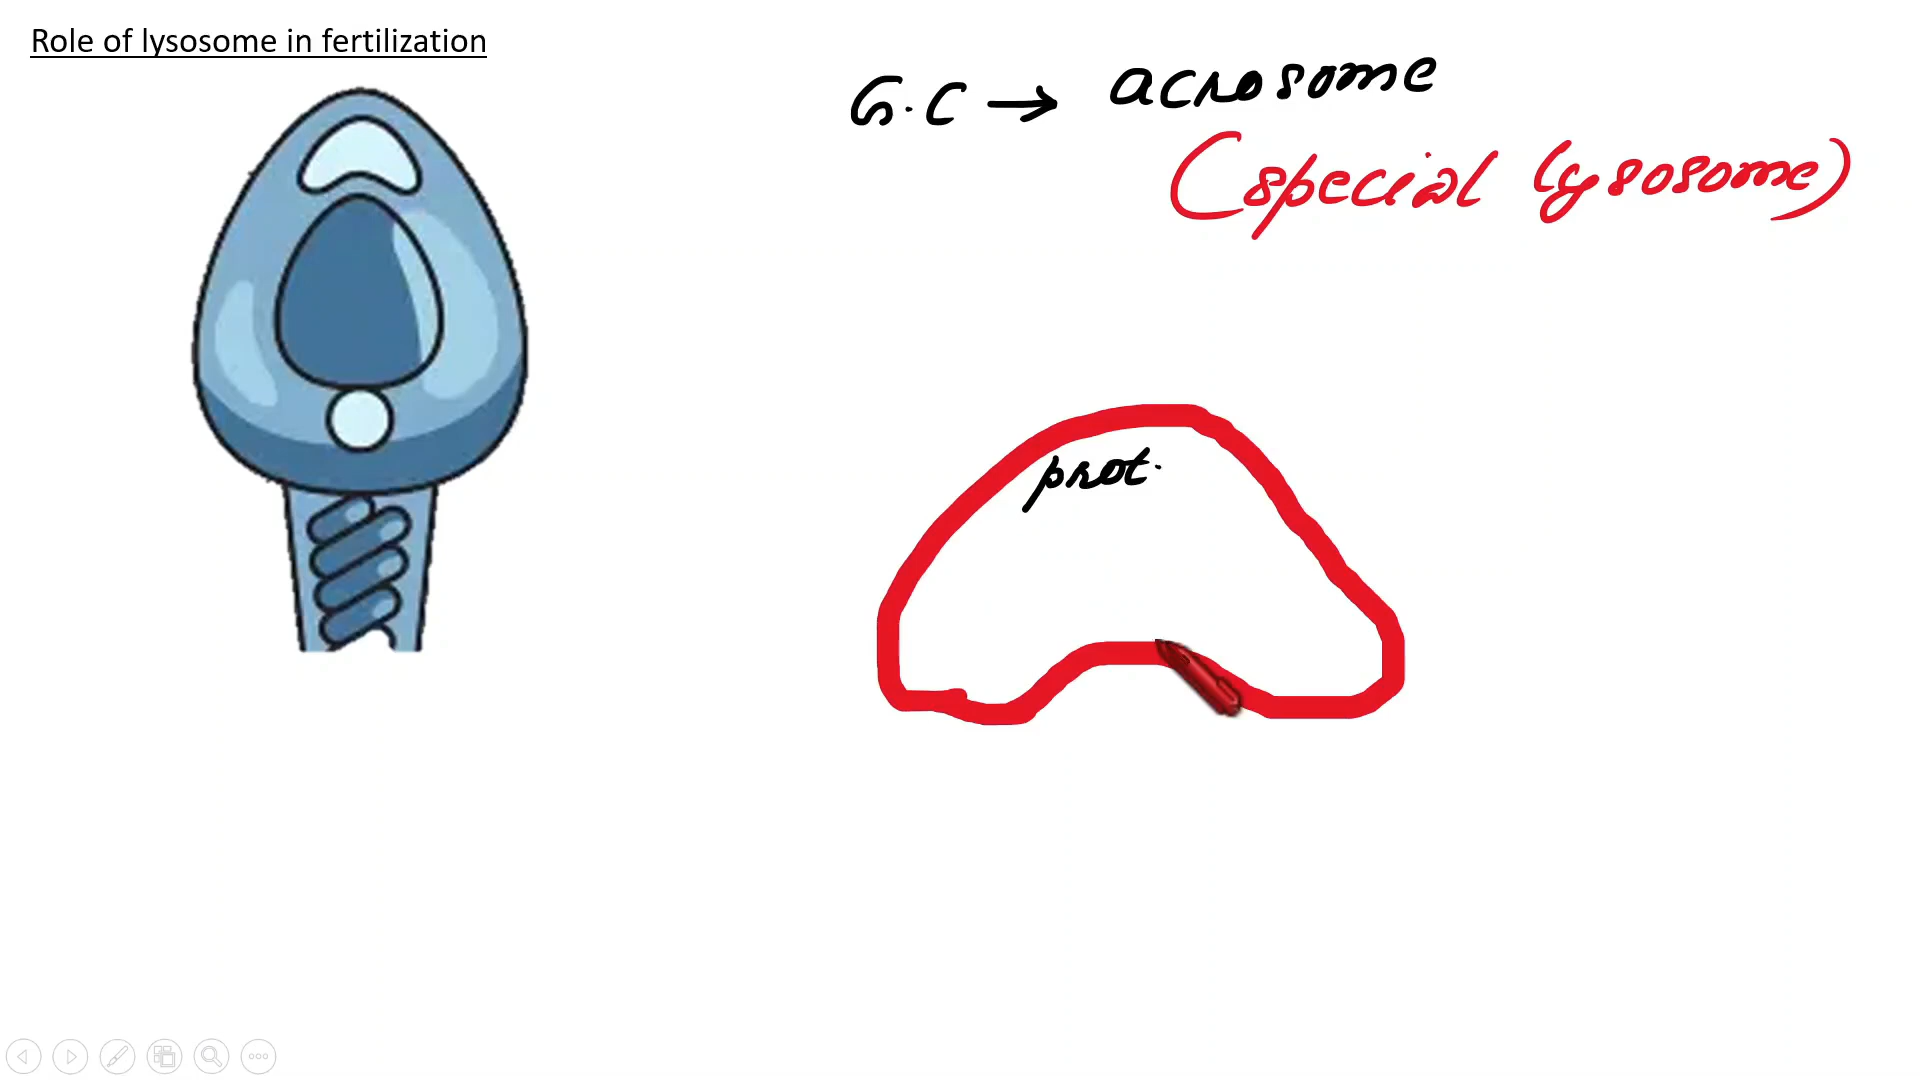 Role of lysosome in fertilization
G.C → acrosome
(special lysosome)
prot.